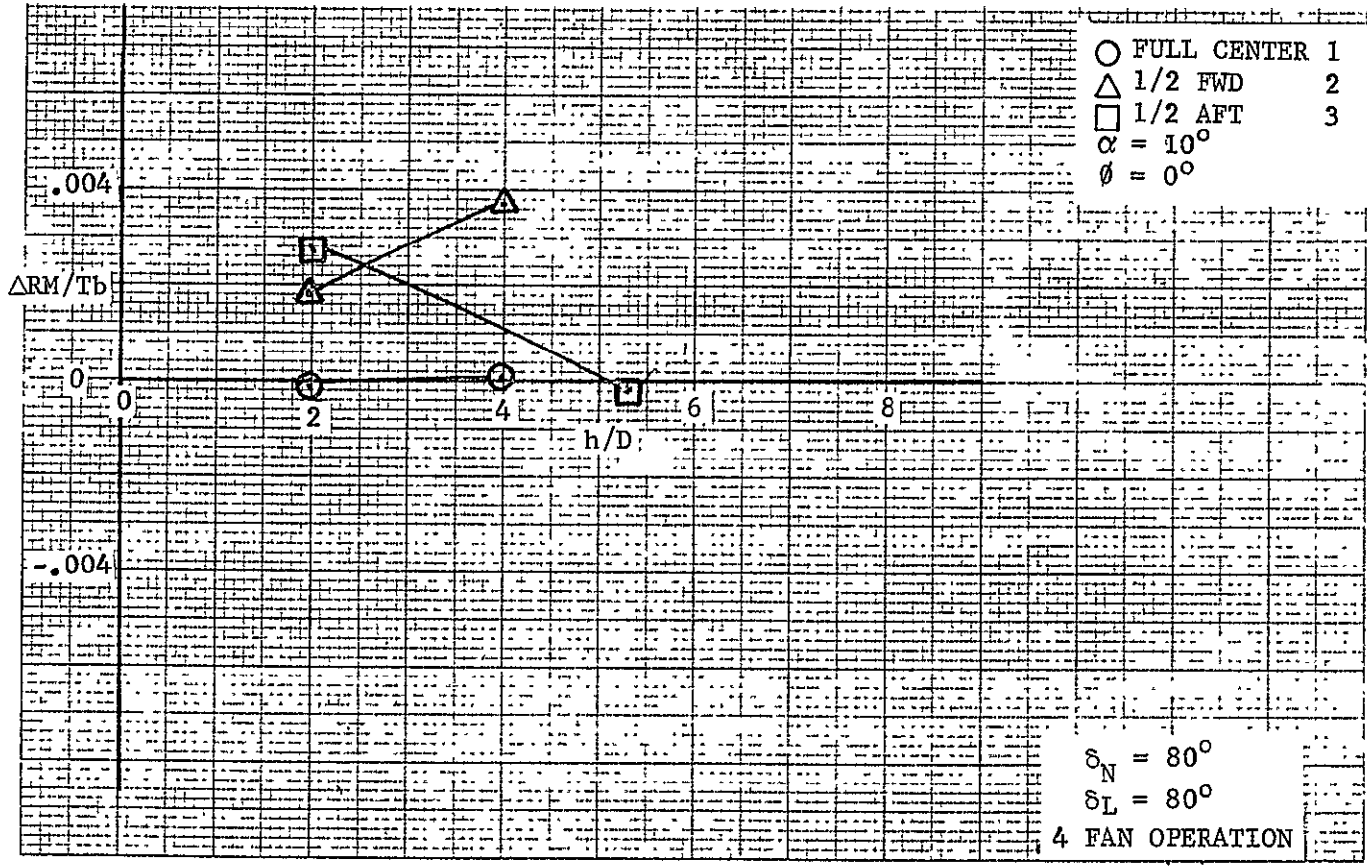 ○ FULL CENTER 1
△ 1/2 FWD 2
□ 1/2 AFT 3
α = 10°
ø = 0°
.004
ΔRM/Tb
0
0 2 4 6 8
h/D
-.004
δN = 80°
δL = 80°
4 FAN OPERATION